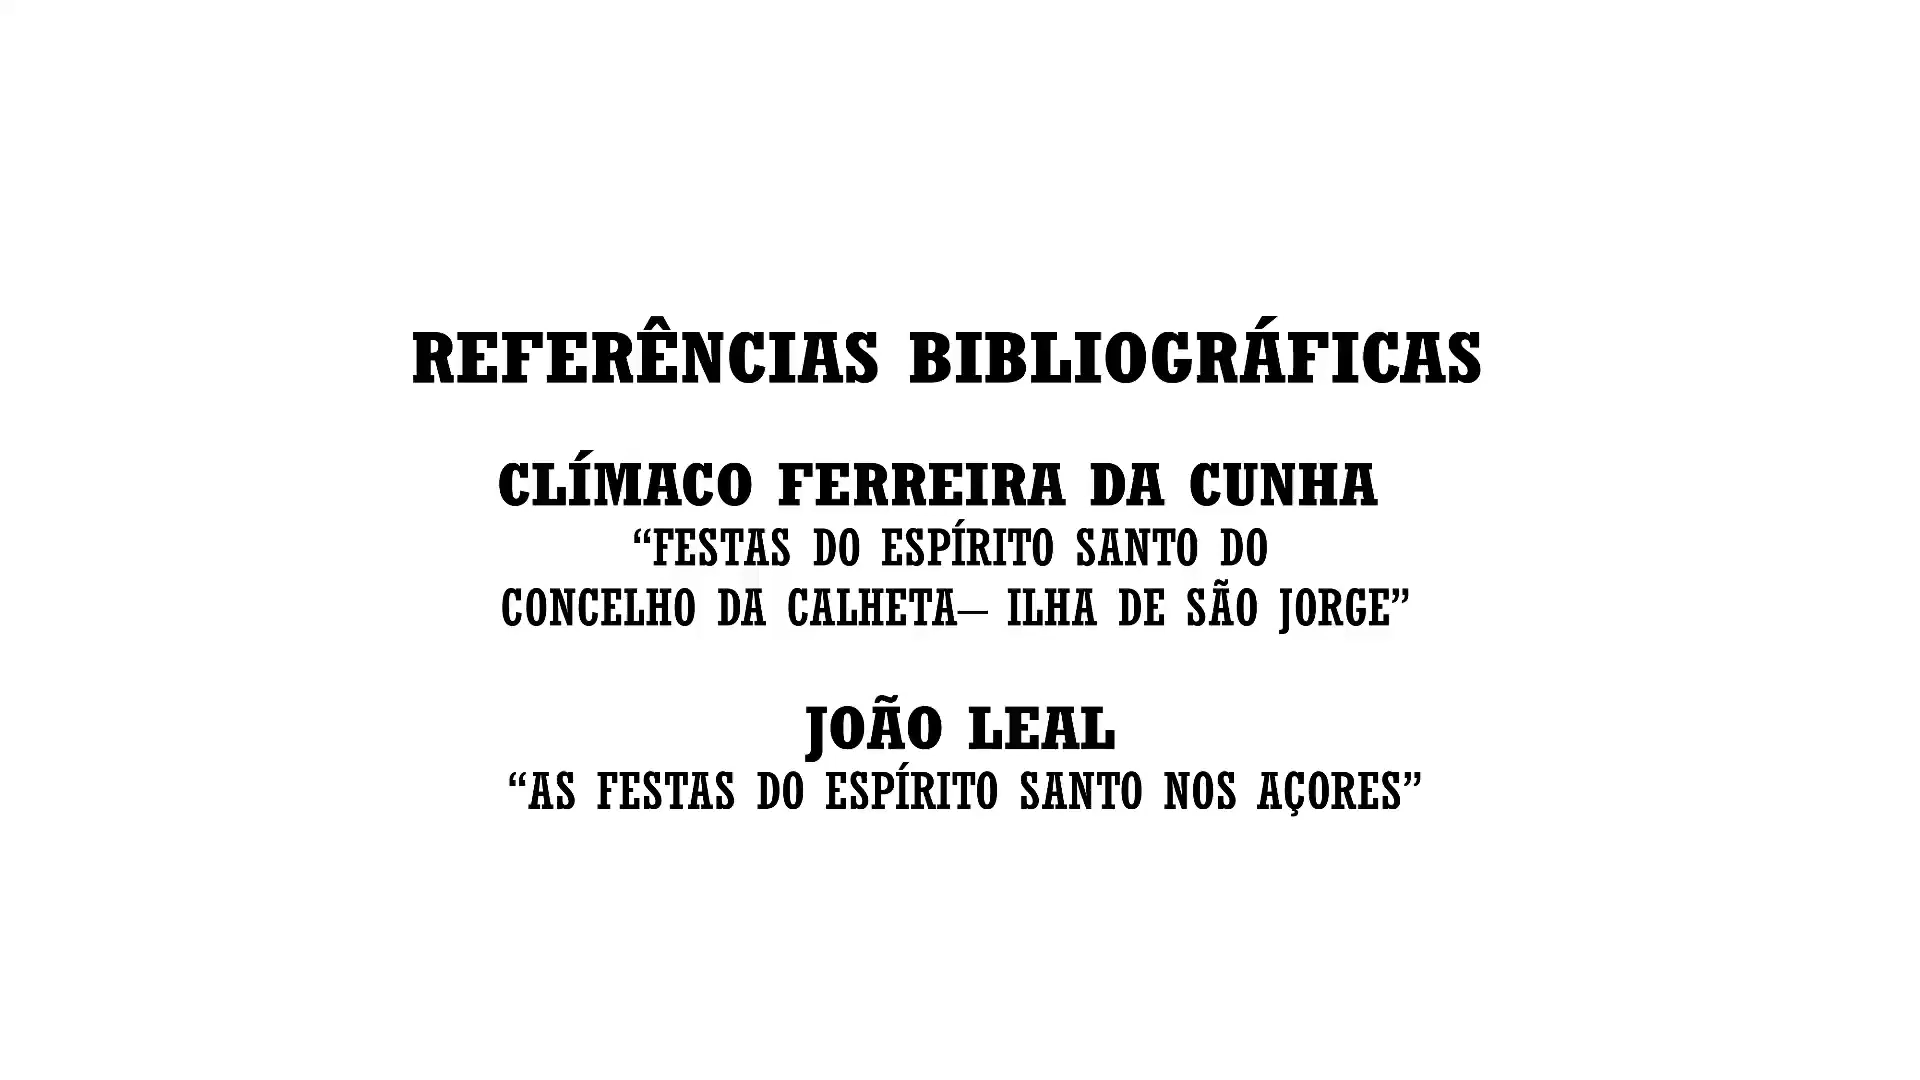 REFERÊNCIAS BIBLIOGRÁFICAS
CLÍMACO FERREIRA DA CUNHA
“FESTAS DO ESPÍRITO SANTO DO
CONCELHO DA CALHETA– ILHA DE SÃO JORGE”
JOÃO LEAL
“AS FESTAS DO ESPÍRITO SANTO NOS AÇORES”